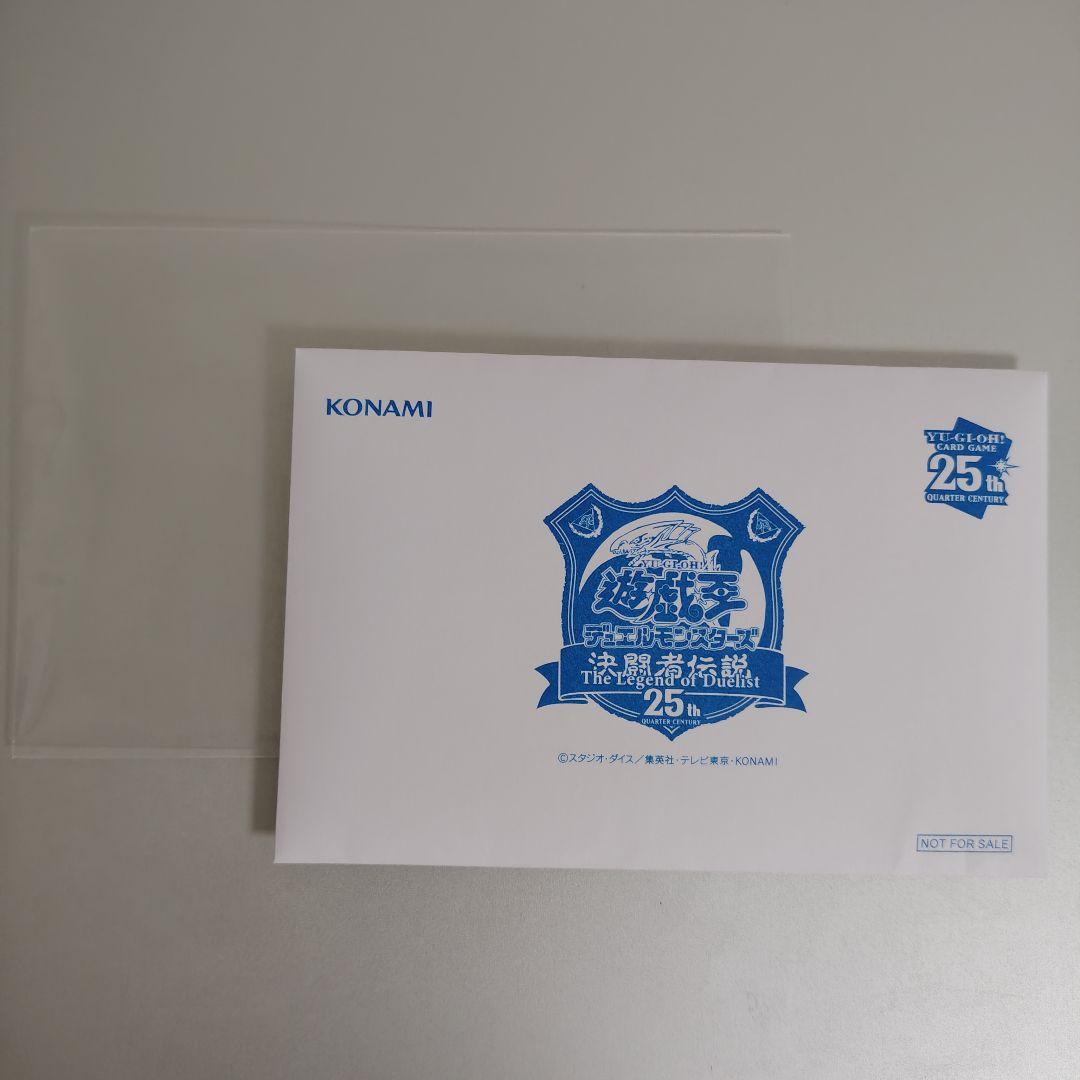 KONAMI
YU-GI-OH!
CARD GAME
25th
QUARTER CENTURY
YU-GI-OH!
遊戯王
デュエルモンスターズ
決闘者伝説
The Legend of Duelist
25th
QUARTER CENTURY
©スタジオ・ダイス／集英社・テレビ東京・KONAMI
NOT FOR SALE